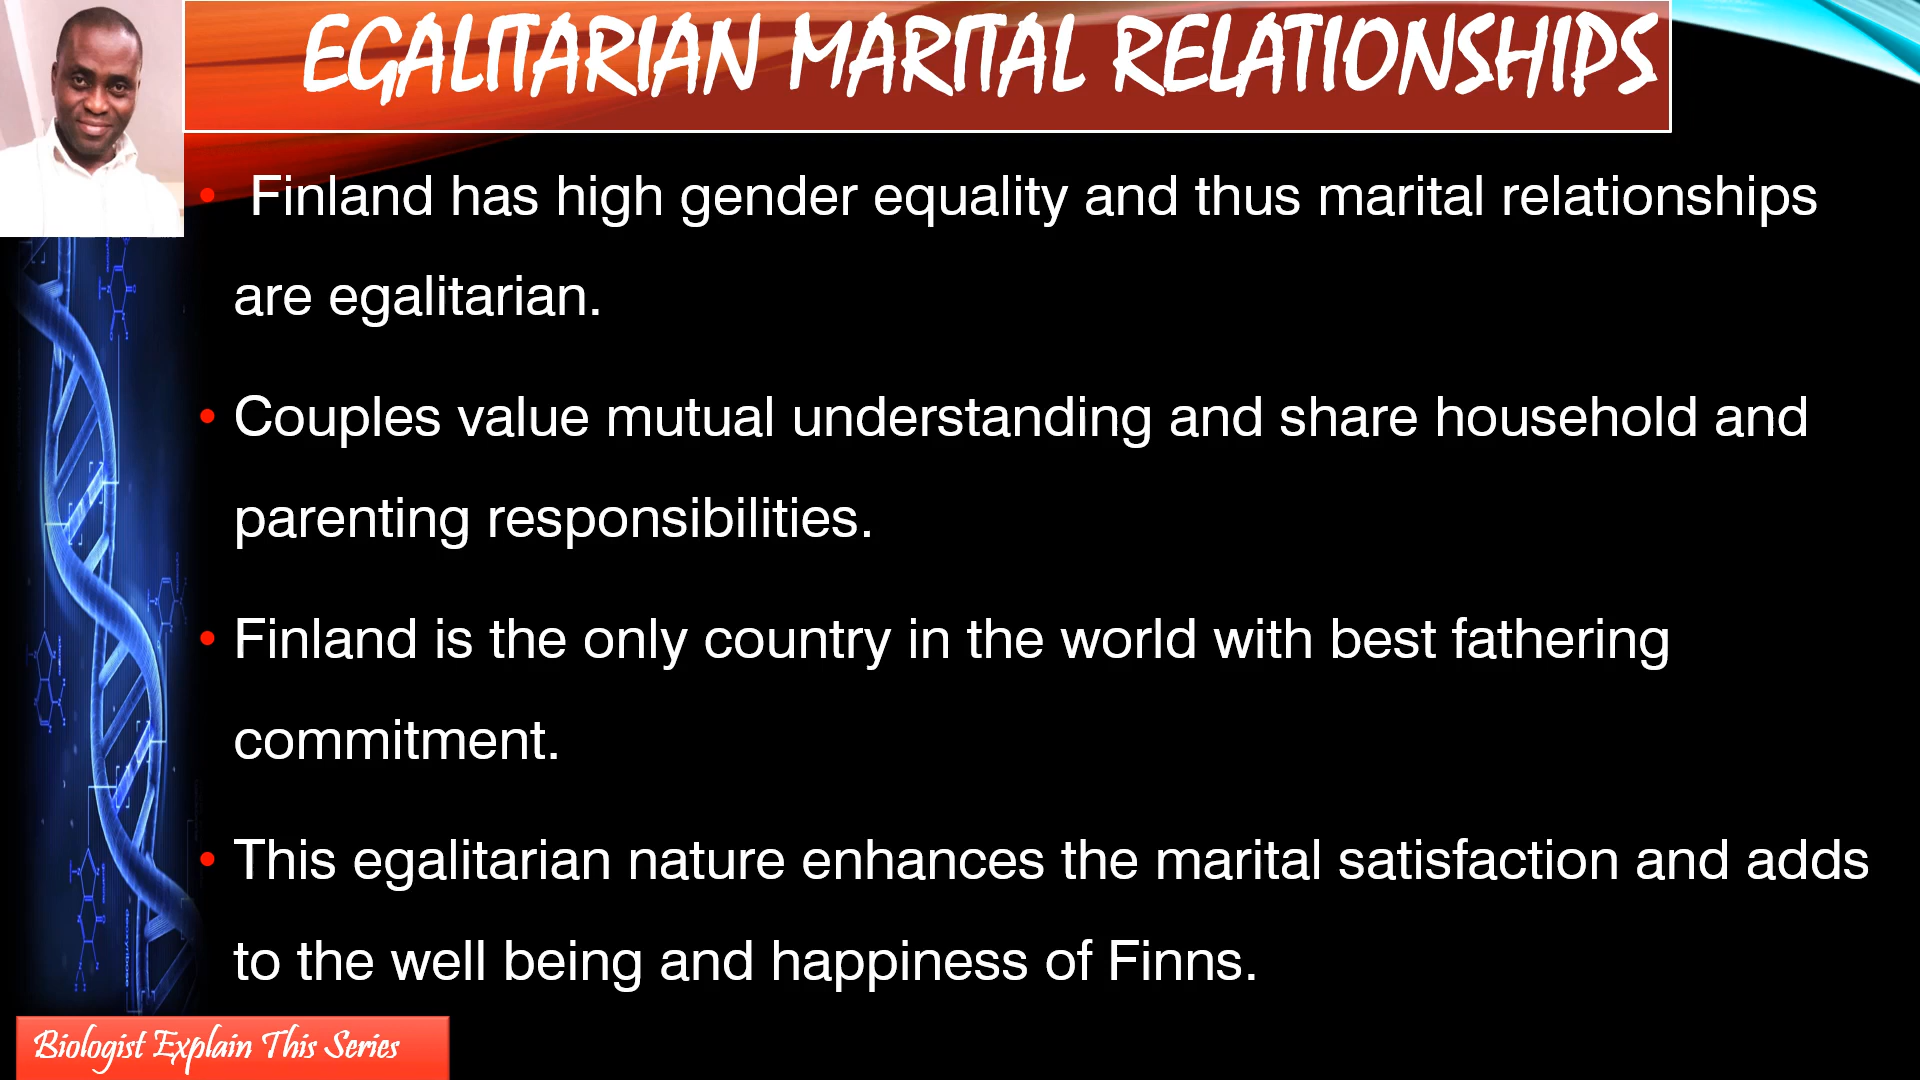 EGALITARIAN MARITAL RELATIONSHIPS
• Finland has high gender equality and thus marital relationships
are egalitarian.
• Couples value mutual understanding and share household and
parenting responsibilities.
• Finland is the only country in the world with best fathering
commitment.
• This egalitarian nature enhances the marital satisfaction and adds
to the well being and happiness of Finns.
Biologist Explain This Series